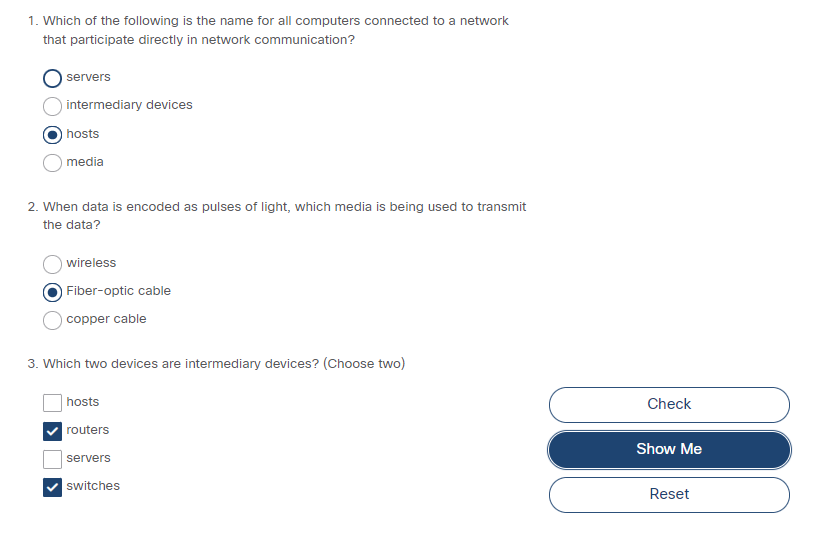 1. Which of the following is the name for all computers connected to a network
that participate directly in network communication?
servers
intermediary devices
hosts
media
2. When data is encoded as pulses of light, which media is being used to transmit
the data?
wireless
Fiber-optic cable
copper cable
3. Which two devices are intermediary devices? (Choose two)
hosts
routers
servers
switches
Check
Show Me
Reset